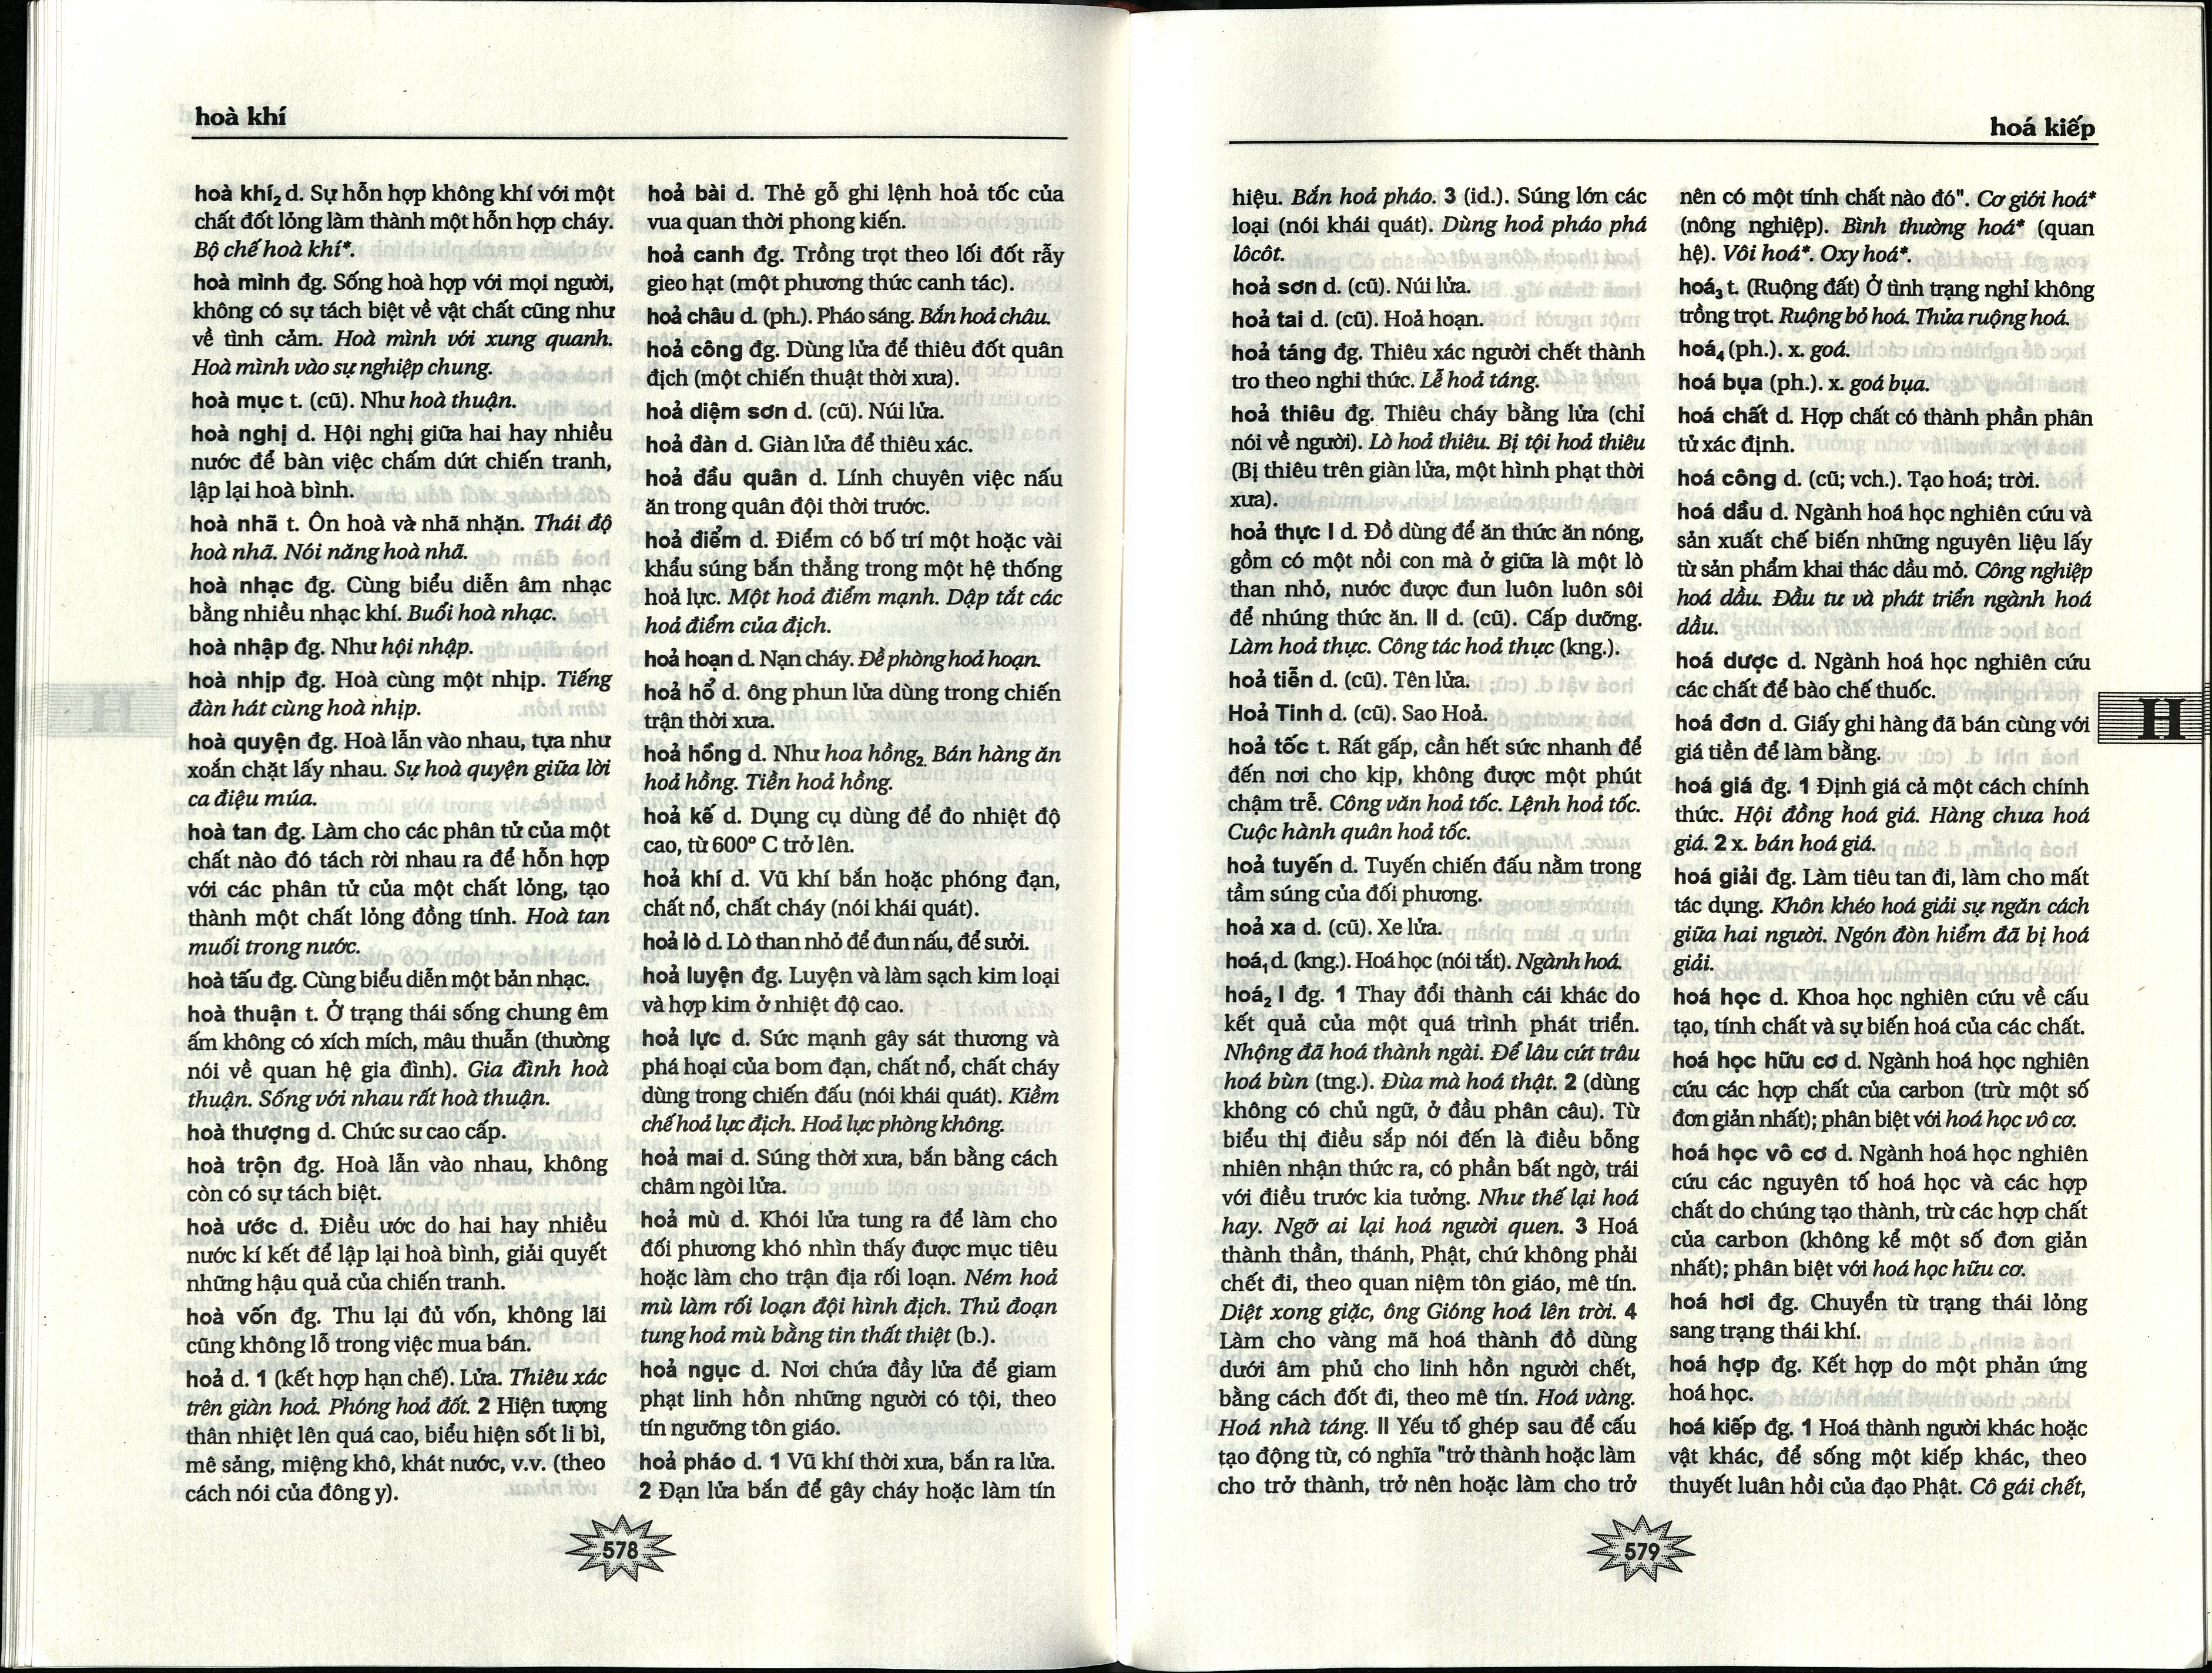 hoà khí
hoà khí₂ d. Sự hỗn hợp không khí với một
chất đốt lỏng làm thành một hỗn hợp cháy.
Bộ chế hoà khí*.
hoà mình đg. Sống hoà hợp với mọi người,
không có sự tách biệt về vật chất cũng như
về tình cảm. Hoà mình với xung quanh.
Hoà mình vào sự nghiệp chung.
hoà mục t. (cũ). Như hoà thuận.
hoà nghị d. Hội nghị giữa hai hay nhiều
nước để bàn việc chấm dứt chiến tranh,
lập lại hoà bình.
hoà nhã t. Ôn hoà và nhã nhặn. Thái độ
hoà nhã. Nói năng hoà nhã.
hoà nhạc đg. Cùng biểu diễn âm nhạc
bằng nhiều nhạc khí. Buổi hoà nhạc.
hoà nhập đg. Như hội nhập.
hoà nhịp đg. Hoà cùng một nhịp. Tiếng
đàn hát cùng hoà nhịp.
hoà quyện đg. Hoà lẫn vào nhau, tựa như
xoắn chặt lấy nhau. Sự hoà quyện giữa lời
ca điệu múa.
hoà tan đg. Làm cho các phân tử của một
chất nào đó tách rời nhau ra để hỗn hợp
với các phân tử của một chất lỏng, tạo
thành một chất lỏng đồng tính. Hoà tan
muối trong nước.
hoà tấu đg. Cùng biểu diễn một bản nhạc.
hoà thuận t. Ở trạng thái sống chung êm
ấm không có xích mích, mâu thuẫn (thường
nói về quan hệ gia đình). Gia đình hoà
thuận. Sống với nhau rất hoà thuận.
hoà thượng d. Chức sư cao cấp.
hoà trộn đg. Hoà lẫn vào nhau, không
còn có sự tách biệt.
hoà ước d. Điều ước do hai hay nhiều
nước kí kết để lập lại hoà bình, giải quyết
những hậu quả của chiến tranh.
hoà vốn đg. Thu lại đủ vốn, không lãi
cũng không lỗ trong việc mua bán.
hoả d. 1 (kết hợp hạn chế). Lửa. Thiêu xác
trên giàn hoả. Phóng hoả đốt. 2 Hiện tượng
thân nhiệt lên quá cao, biểu hiện sốt li bì,
mê sảng, miệng khô, khát nước, v.v. (theo
cách nói của đông y).
hoả bài d. Thẻ gỗ ghi lệnh hoả tốc của
vua quan thời phong kiến.
hoả canh đg. Trồng trọt theo lối đốt rẫy
gieo hạt (một phương thức canh tác).
hoả châu d. (ph.). Pháo sáng. Bắn hoả châu.
hoả công đg. Dùng lửa để thiêu đốt quân
địch (một chiến thuật thời xưa).
hoả diệm sơn d. (cũ). Núi lửa.
hoả đàn d. Giàn lửa để thiêu xác.
hoả đầu quân d. Lính chuyên việc nấu
ăn trong quân đội thời trước.
hoả điểm d. Điểm có bố trí một hoặc vài
khẩu súng bắn thẳng trong một hệ thống
hoả lực. Một hoả điểm mạnh. Dập tắt các
hoả điểm của địch.
hoả hoạn d. Nạn cháy. Đề phòng hoả hoạn.
hoả hổ d. ông phun lửa dùng trong chiến
trận thời xưa.
hoả hồng d. Như hoa hồng₂. Bán hàng ăn
hoả hồng. Tiền hoả hồng.
hoả kế d. Dụng cụ dùng để đo nhiệt độ
cao, từ 600° C trở lên.
hoả khí d. Vũ khí bắn hoặc phóng đạn,
chất nổ, chất cháy (nói khái quát).
hoả lò d. Lò than nhỏ để đun nấu, để sưởi.
hoả luyện đg. Luyện và làm sạch kim loại
và hợp kim ở nhiệt độ cao.
hoả lực d. Sức mạnh gây sát thương và
phá hoại của bom đạn, chất nổ, chất cháy
dùng trong chiến đấu (nói khái quát). Kiềm
chế hoả lực địch. Hoả lực phòng không.
hoả mai d. Súng thời xưa, bắn bằng cách
châm ngòi lửa.
hoả mù d. Khói lửa tung ra để làm cho
đối phương khó nhìn thấy được mục tiêu
hoặc làm cho trận địa rối loạn. Ném hoả
mù làm rối loạn đội hình địch. Thủ đoạn
tung hoả mù bằng tin thất thiệt (b.).
hoả ngục d. Nơi chứa đầy lửa để giam
phạt linh hồn những người có tội, theo
tín ngưỡng tôn giáo.
hoả pháo d. 1 Vũ khí thời xưa, bắn ra lửa.
2 Đạn lửa bắn để gây cháy hoặc làm tín
578
hoá kiếp
hiệu. Bắn hoả pháo. 3 (id.). Súng lớn các
loại (nói khái quát). Dùng hoả pháo phá
lôcôt.
hoả sơn d. (cũ). Núi lửa.
hoả tai d. (cũ). Hoả hoạn.
hoả táng đg. Thiêu xác người chết thành
tro theo nghi thức. Lễ hoả táng.
hoả thiêu đg. Thiêu cháy bằng lửa (chỉ
nói về người). Lò hoả thiêu. Bị tội hoả thiêu
(Bị thiêu trên giàn lửa, một hình phạt thời
xưa).
hoả thực I d. Đồ dùng để ăn thức ăn nóng,
gồm có một nồi con mà ở giữa là một lò
than nhỏ, nước được đun luôn luôn sôi
để nhúng thức ăn. II d. (cũ). Cấp dưỡng.
Làm hoả thực. Công tác hoả thực (kng.).
hoả tiễn d. (cũ). Tên lửa.
Hoả Tinh d. (cũ). Sao Hoả.
hoả tốc t. Rất gấp, cần hết sức nhanh để
đến nơi cho kịp, không được một phút
chậm trễ. Công văn hoả tốc. Lệnh hoả tốc.
Cuộc hành quân hoả tốc.
hoả tuyến d. Tuyến chiến đấu nằm trong
tầm súng của đối phương.
hoả xa d. (cũ). Xe lửa.
hoá₁ d. (kng.). Hoá học (nói tắt). Ngành hoá.
hoá₂ I đg. 1 Thay đổi thành cái khác do
kết quả của một quá trình phát triển.
Nhộng đã hoá thành ngài. Để lâu cứt trâu
hoá bùn (tng.). Đùa mà hoá thật. 2 (dùng
không có chủ ngữ, ở đầu phân câu). Từ
biểu thị điều sắp nói đến là điều bỗng
nhiên nhận thức ra, có phần bất ngờ, trái
với điều trước kia tưởng. Như thế lại hoá
hay. Ngỡ ai lại hoá người quen. 3 Hoá
thành thần, thánh, Phật, chứ không phải
chết đi, theo quan niệm tôn giáo, mê tín.
Diệt xong giặc, ông Gióng hoá lên trời. 4
Làm cho vàng mã hoá thành đồ dùng
dưới âm phủ cho linh hồn người chết,
bằng cách đốt đi, theo mê tín. Hoá vàng.
Hoá nhà táng. II Yếu tố ghép sau để cấu
tạo động từ, có nghĩa "trở thành hoặc làm
cho trở thành, trở nên hoặc làm cho trở
nên có một tính chất nào đó". Cơ giới hoá*
(nông nghiệp). Bình thường hoá* (quan
hệ). Vôi hoá*. Oxy hoá*.
hoá₃ t. (Ruộng đất) Ở tình trạng nghỉ không
trồng trọt. Ruộng bỏ hoá. Thửa ruộng hoá.
hoá₄ (ph.). x. goá.
hoá bụa (ph.). x. goá bụa.
hoá chất d. Hợp chất có thành phần phân
tử xác định.
hoá công d. (cũ; vch.). Tạo hoá; trời.
hoá dầu d. Ngành hoá học nghiên cứu và
sản xuất chế biến những nguyên liệu lấy
từ sản phẩm khai thác dầu mỏ. Công nghiệp
hoá dầu. Đầu tư và phát triển ngành hoá
dầu.
hoá dược d. Ngành hoá học nghiên cứu
các chất để bào chế thuốc.
hoá đơn d. Giấy ghi hàng đã bán cùng với
giá tiền để làm bằng.
hoá giá đg. 1 Định giá cả một cách chính
thức. Hội đồng hoá giá. Hàng chưa hoá
giá. 2 x. bán hoá giá.
hoá giải đg. Làm tiêu tan đi, làm cho mất
tác dụng. Khôn khéo hoá giải sự ngăn cách
giữa hai người. Ngón đòn hiểm đã bị hoá
giải.
hoá học d. Khoa học nghiên cứu về cấu
tạo, tính chất và sự biến hoá của các chất.
hoá học hữu cơ d. Ngành hoá học nghiên
cứu các hợp chất của carbon (trừ một số
đơn giản nhất); phân biệt với hoá học vô cơ.
hoá học vô cơ d. Ngành hoá học nghiên
cứu các nguyên tố hoá học và các hợp
chất do chúng tạo thành, trừ các hợp chất
của carbon (không kể một số đơn giản
nhất); phân biệt với hoá học hữu cơ.
hoá hơi đg. Chuyển từ trạng thái lỏng
sang trạng thái khí.
hoá hợp đg. Kết hợp do một phản ứng
hoá học.
hoá kiếp đg. 1 Hoá thành người khác hoặc
vật khác, để sống một kiếp khác, theo
thuyết luân hồi của đạo Phật. Cô gái chết,
H
579